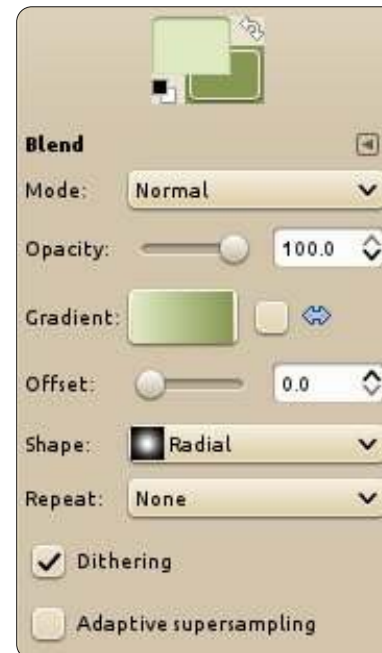 Blend
Mode: Normal
Opacity: 100.0
Gradient:
Offset: 0.0
Shape: Radial
Repeat: None
Dithering
Adaptive supersampling